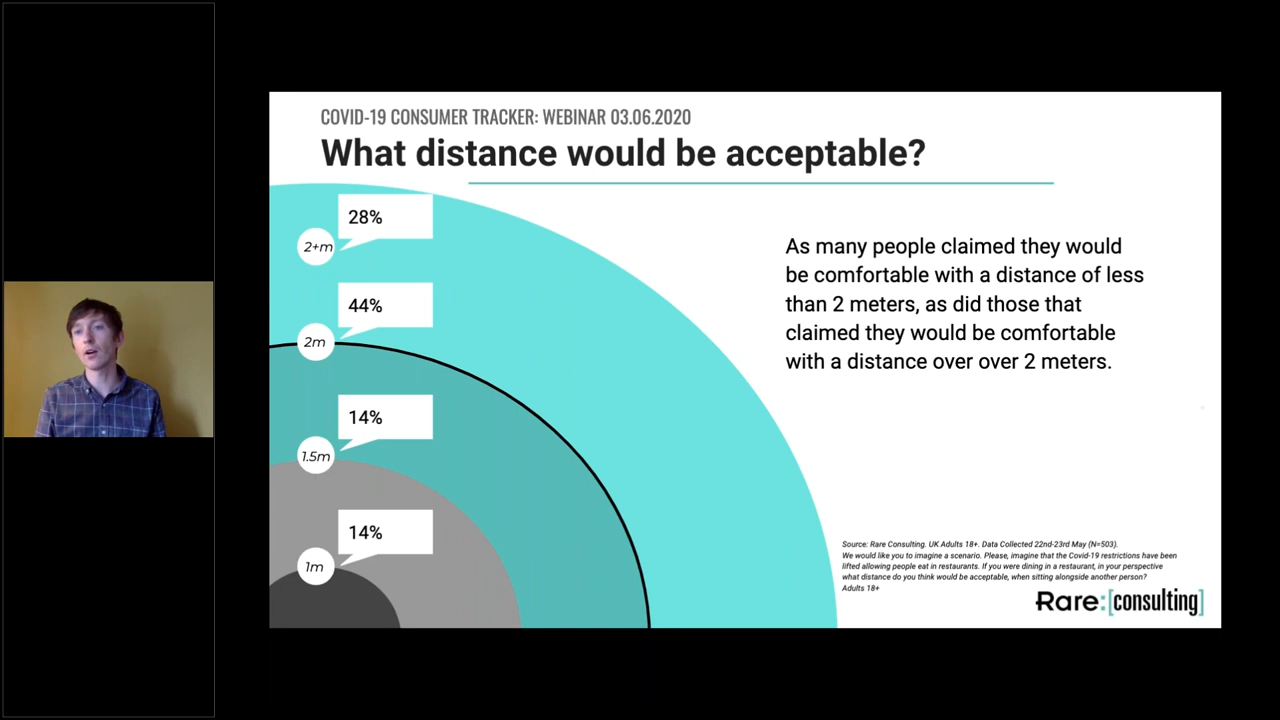 COVID-19 CONSUMER TRACKER: WEBINAR 03.06.2020
What distance would be acceptable?
28%
2+m
44%
2m
14%
1.5m
14%
1m
As many people claimed they would
be comfortable with a distance of less
than 2 meters, as did those that
claimed they would be comfortable
with a distance over over 2 meters.
Source: Rare Consulting. UK Adults 18+. Data Collected 22nd-23rd May (N=503).
We would like you to imagine a scenario. Please, imagine that the Covid-19 restrictions have been
lifted allowing people eat in restaurants. If you were dining in a restaurant, in your perspective
what distance do you think would be acceptable, when sitting alongside another person?
Adults 18+
Rare:[consulting]